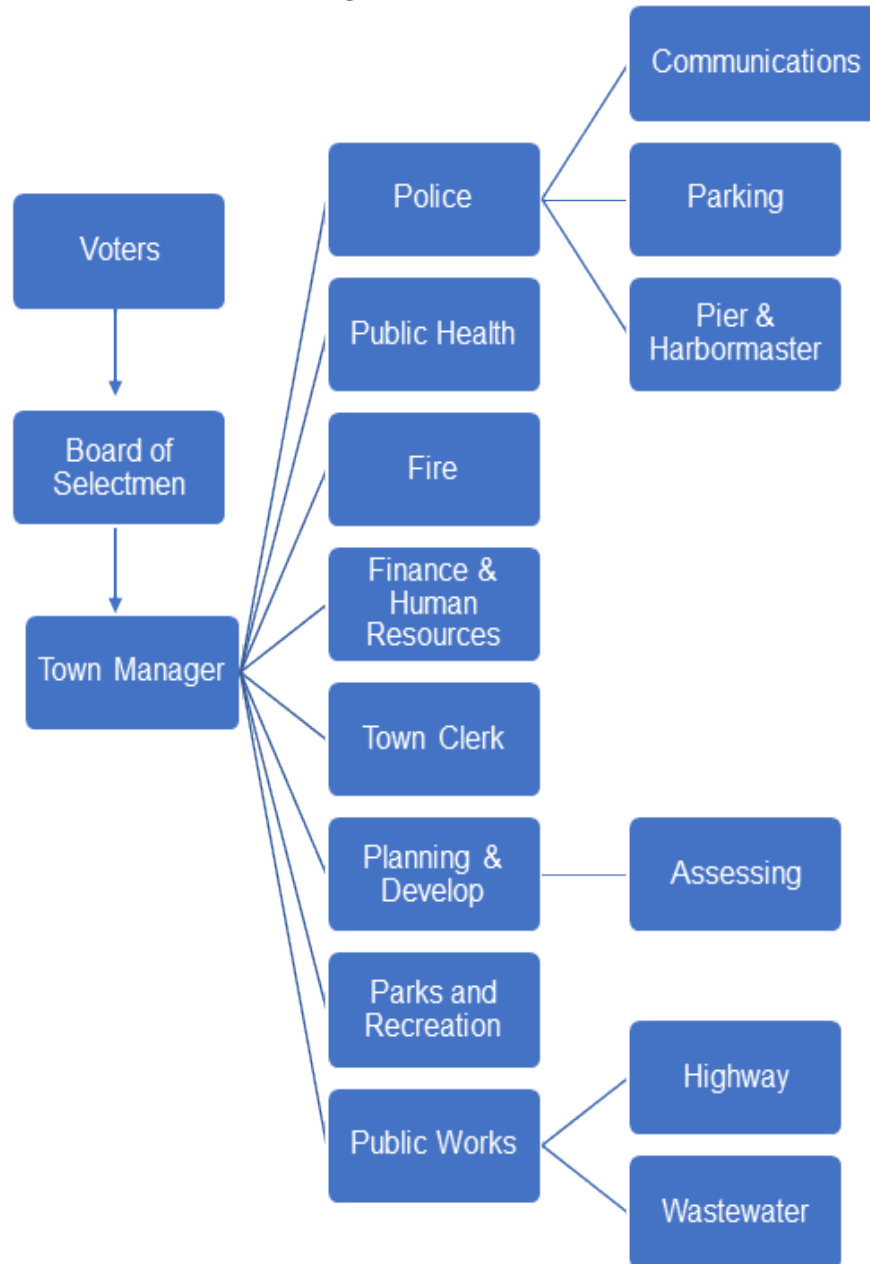 Communications
Police
Parking
Voters
Public Health
Pier &
Harbormaster
Board of
Selectmen
Fire
Finance &
Human
Resources
Town Manager
Town Clerk
Planning &
Develop
Assessing
Parks and
Recreation
Highway
Public Works
Wastewater